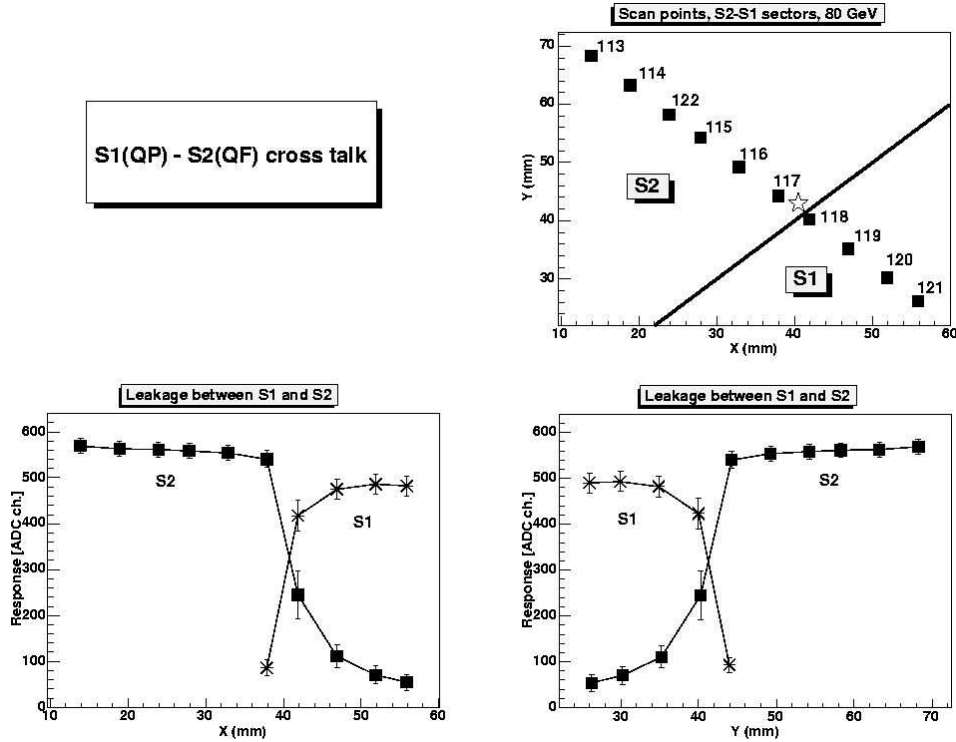 Scan points, S2-S1 sectors, 80 GeV
S1(QP) - S2(QF) cross talk
Y (mm)
70
60
50
40
30
113
114
122
115
116
117
118
119
120
121
S2
S1
10 20 30 40 50 60
X (mm)
Leakage between S1 and S2
Response [ADC ch.]
600
500
400
300
200
100
0
S2
S1
10 20 30 40 50 60
X (mm)
Leakage between S1 and S2
Response [ADC ch.]
600
500
400
300
200
100
0
S1
S2
30 40 50 60 70
Y (mm)